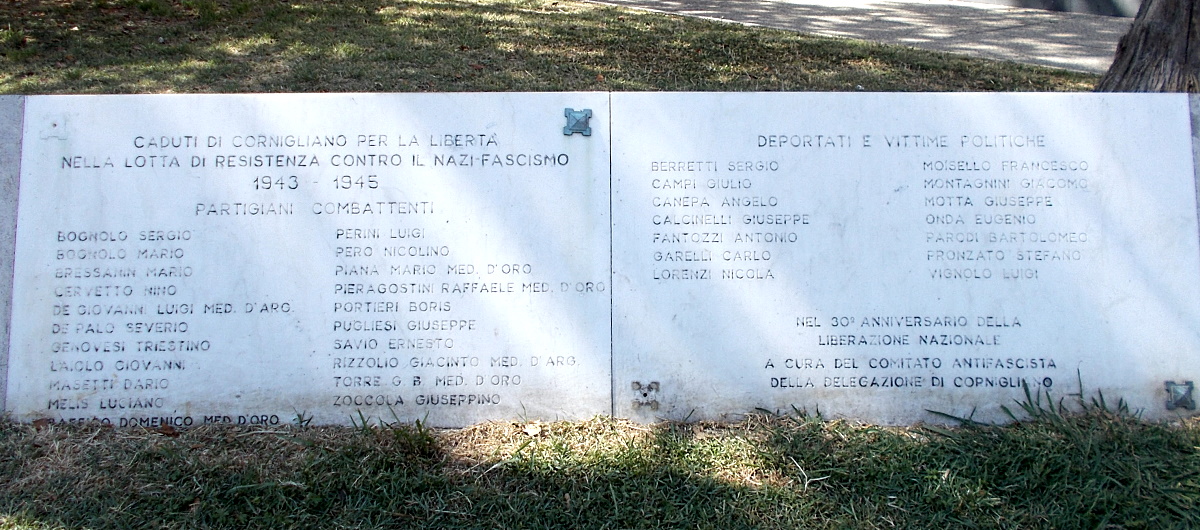 CADUTI DI CORNIGLIANO PER LA LIBERTA'
NELLA LOTTA DI RESISTENZA CONTRO IL NAZI-FASCISMO
1943 - 1945
PARTIGIANI COMBATTENTI
BOGNOLO SERGIO
BOGNOLO MARIO
BRESSANIN MARIO
CERVETTO NINO
DE GIOVANNI LUIGI MED. D'ARG.
DE PALO SEVERIO
GENOVESI TRIESTINO
LAIOLO GIOVANNI
MASETTI DARIO
MELIS LUCIANO
DOMENICO MED. D'ORO
PERINI LUIGI
PERO NICOLINO
PIANA MARIO MED. D'ORO
PIERAGOSTINI RAFFAELE MED. D'ORO
PORTIERI BORIS
PUGLIESI GIUSEPPE
SAVIO ERNESTO
RIZZOLIO GIACINTO MED. D'ARG.
TORRE G.B. MED. D'ORO
ZOCCOLA GIUSEPPINO
DEPORTATI E VITTIME POLITICHE
BERRETTI SERGIO
CAMPI GIULIO
CANEPA ANGELO
CALCINELLI GIUSEPPE
FANTOZZI ANTONIO
GARELLI CARLO
LORENZI NICOLA
MOISELLO FRANCESCO
MONTAGNINI GIACOMO
MOTTA GIUSEPPE
ONDA EUGENIO
PARODI BARTOLOMEO
PRONZATO STEFANO
VIGNOLO LUIGI
NEL 30º ANNIVERSARIO DELLA
LIBERAZIONE NAZIONALE
A CURA DEL COMITATO ANTIFASCISTA
DELLA DELEGAZIONE DI CORNIGLIANO